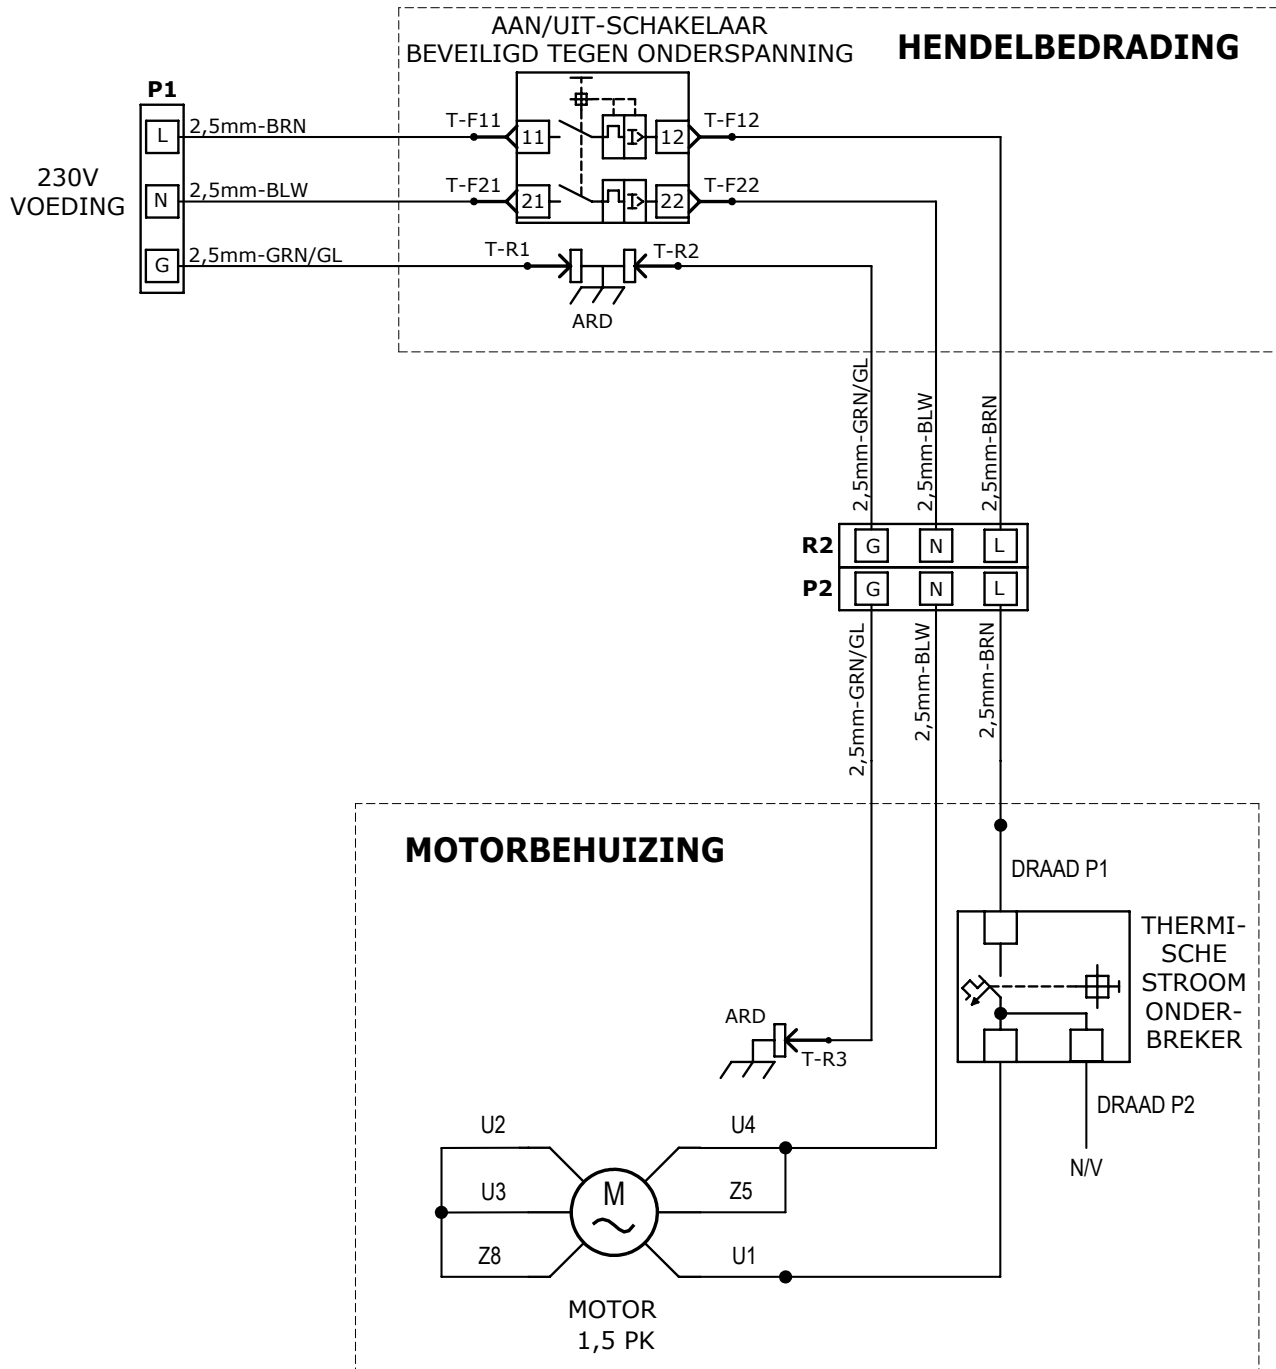 AAN/UIT-SCHAKELAAR
BEVEILIGD TEGEN ONDERSPANNING
HENDELBEDRADING
P1
L
2,5mm-BRN
T-F11
11
12
T-F12
230V
VOEDING
N
2,5mm-BLW
T-F21
21
22
T-F22
G
2,5mm-GRN/GL
T-R1
T-R2
ARD
2,5mm-GRN/GL
2,5mm-BLW
2,5mm-BRN
R2
G
N
L
P2
G
N
L
2,5mm-GRN/GL
2,5mm-BLW
2,5mm-BRN
MOTORBEHUIZING
DRAAD P1
THERMI-
SCHE
STROOM
ONDER-
BREKER
ARD
T-R3
DRAAD P2
N/V
U2
U4
U3
M
Z5
Z8
U1
MOTOR
1,5 PK